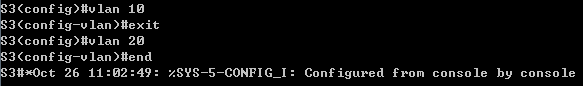 S3(config)#vlan 10
S3(config-vlan)#exit
S3(config)#vlan 20
S3(config-vlan)#end
S3#*Oct 26 11:02:49: %SYS-5-CONFIG_I: Configured from console by console